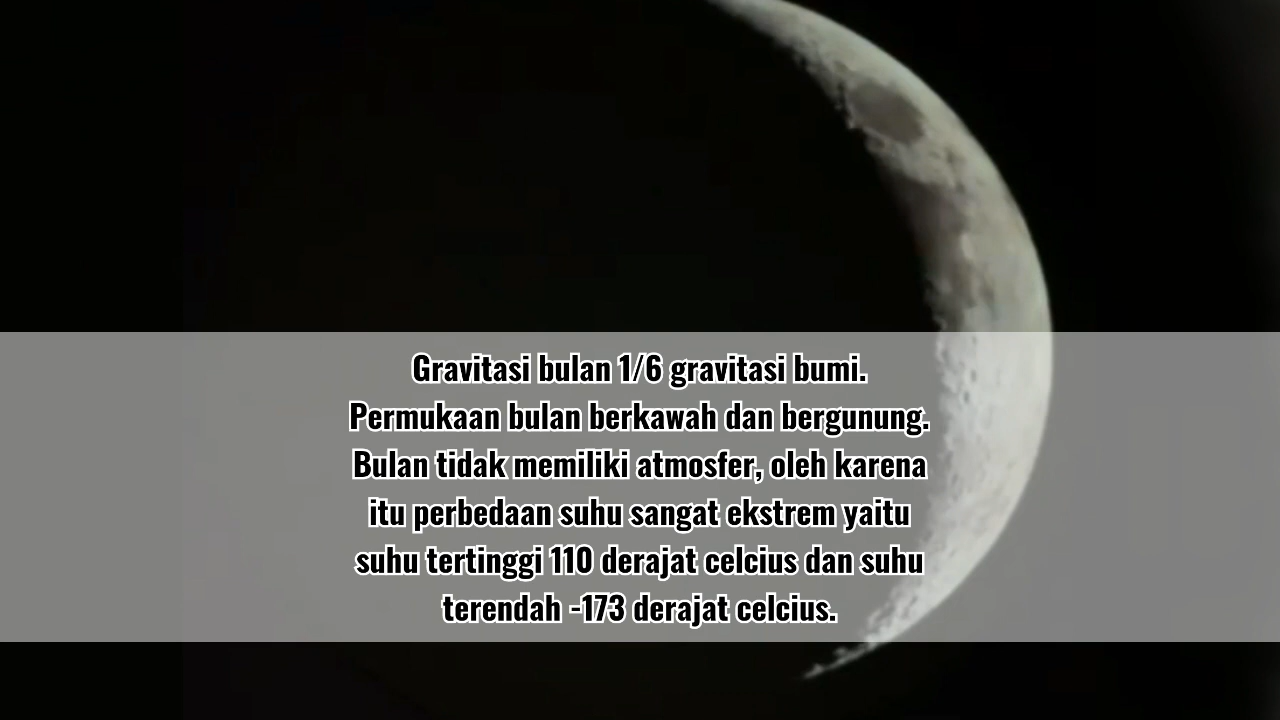 Gravitasi bulan 1/6 gravitasi bumi.
Permukaan bulan berkawah dan bergunung.
Bulan tidak memiliki atmosfer, oleh karena
itu perbedaan suhu sangat ekstrem yaitu
suhu tertinggi 110 derajat celcius dan suhu
terendah -173 derajat celcius.